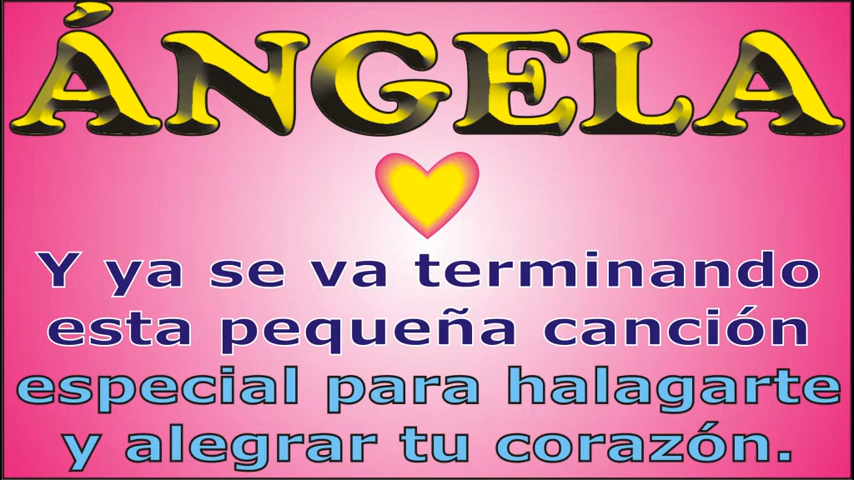 ÁNGELA
Y ya se va terminando
esta pequeña canción
especial para halagarte
y alegrar tu corazón.